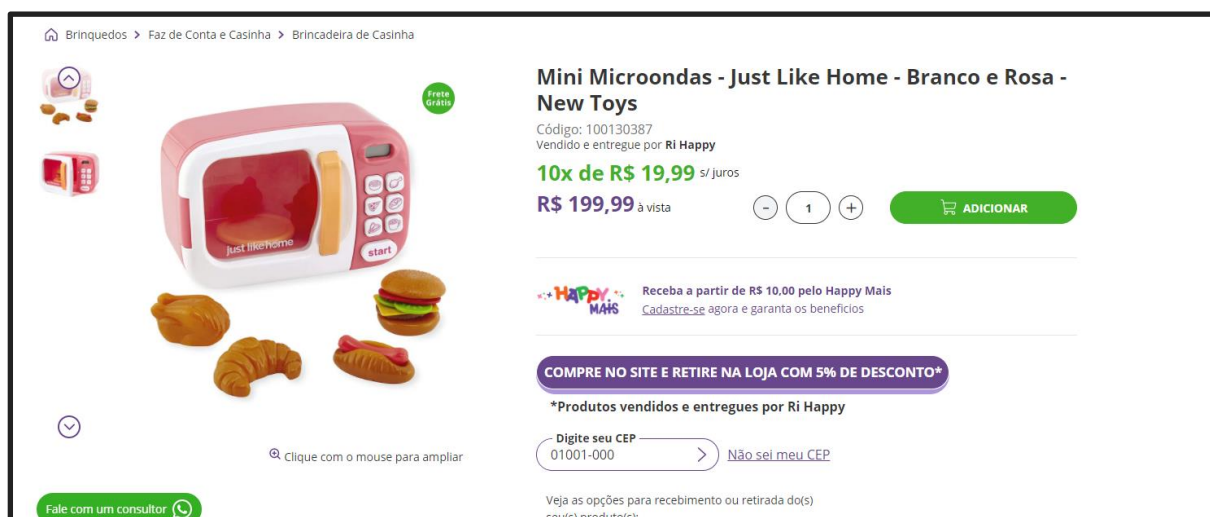 Brinquedos > Faz de Conta e Casinha > Brincadeira de Casinha
Frete
Grátis
just like home
start
Mini Microondas - Just Like Home - Branco e Rosa -
New Toys
Código: 100130387
Vendido e entregue por Ri Happy
10x de R$ 19,99 s/ juros
R$ 199,99 à vista
- 1 + ADICIONAR
HAPPY
MAIS
Receba a partir de R$ 10,00 pelo Happy Mais
Cadastre-se agora e garanta os benefícios
COMPRE NO SITE E RETIRE NA LOJA COM 5% DE DESCONTO*
*Produtos vendidos e entregues por Ri Happy
Digite seu CEP
01001-000
Não sei meu CEP
Clique com o mouse para ampliar
Fale com um consultor
Veja as opções para recebimento ou retirada do(s)